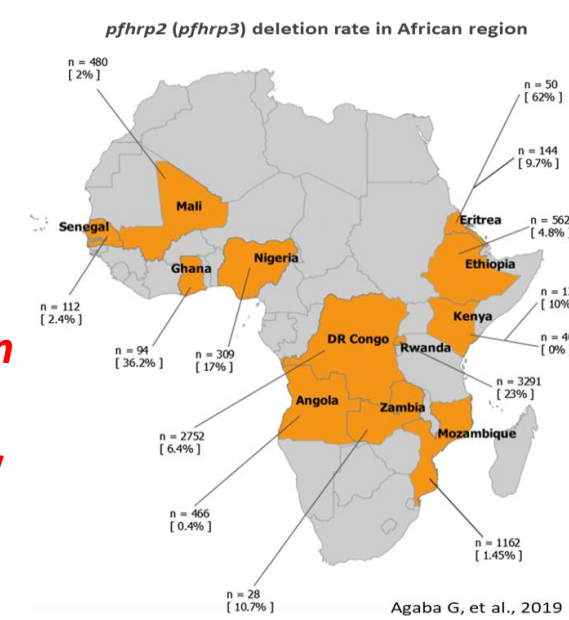 pfhrp2 (pfhrp3) deletion rate in African region
n = 480
[ 2% ]
n = 50
[ 62% ]
n = 144
[ 9.7% ]
Mali
Senegal
Eritrea
n = 562
[ 4.8%
Nigeria
Ethiopia
Ghana
n = 112
[ 2.4% ]
Kenya
[ 10%
DR Congo
Rwanda
[ 0%
n = 94
[ 36.2% ]
n = 309
[ 17% ]
n = 3291
[ 23% ]
Angola
Zambia
Mozambique
n = 2752
[ 6.4% ]
n = 466
[ 0.4% ]
n = 1162
[ 1.45% ]
n = 28
[ 10.7% ]
Agaba G, et al., 2019